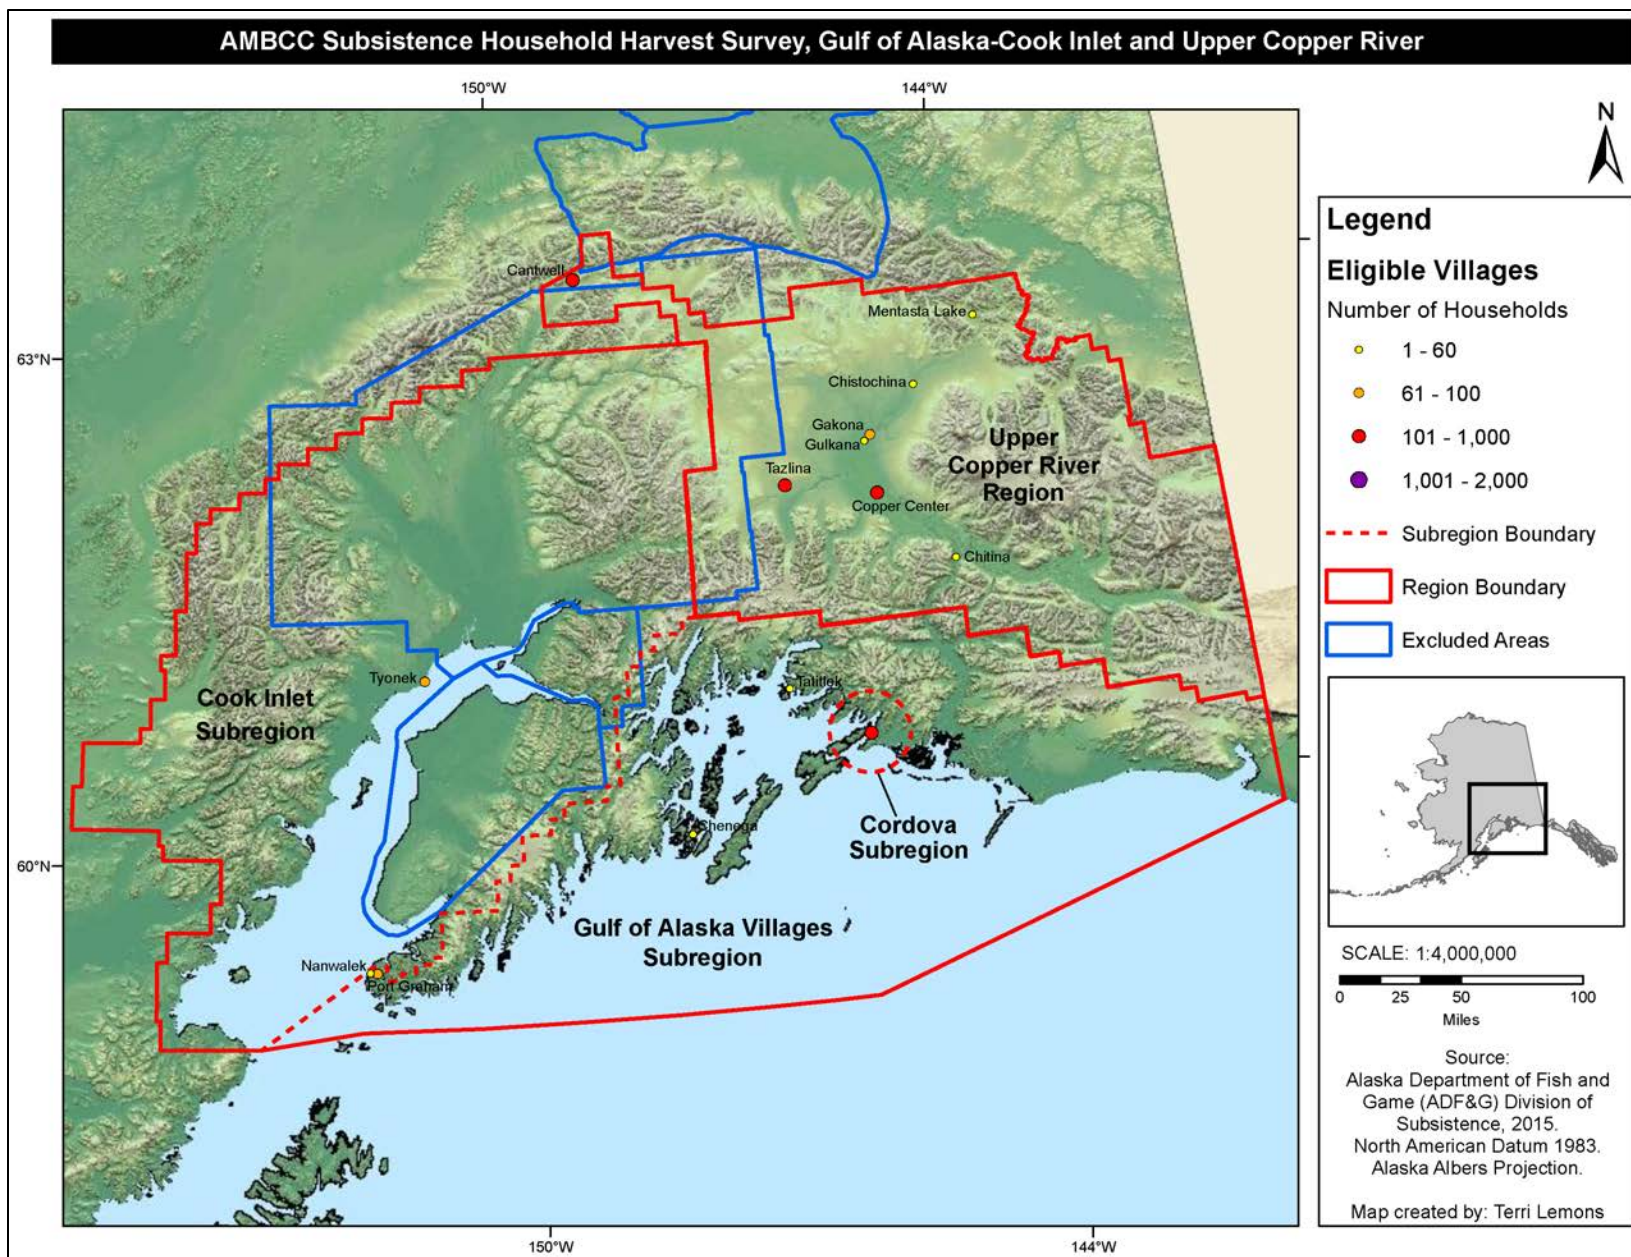 AMBCC Subsistence Household Harvest Survey, Gulf of Alaska-Cook Inlet and Upper Copper River
150°W
144°W
N
63°N
60°N
Cantwell
Mentasta Lake
Chistochina
Gakona
Gulkana
Tazlina
Copper Center
Upper
Copper River
Region
Chitina
Tyonek
Cook Inlet
Subregion
Tatitlek
Chenega
Cordova
Subregion
Gulf of Alaska Villages
Subregion
Nanwalek
Port Graham
150°W
144°W
Legend
Eligible Villages
Number of Households
1 - 60
61 - 100
101 - 1,000
1,001 - 2,000
Subregion Boundary
Region Boundary
Excluded Areas
SCALE: 1:4,000,000
0 25 50 100
Miles
Source:
Alaska Department of Fish and
Game (ADF&G) Division of
Subsistence, 2015.
North American Datum 1983.
Alaska Albers Projection.
Map created by: Terri Lemons